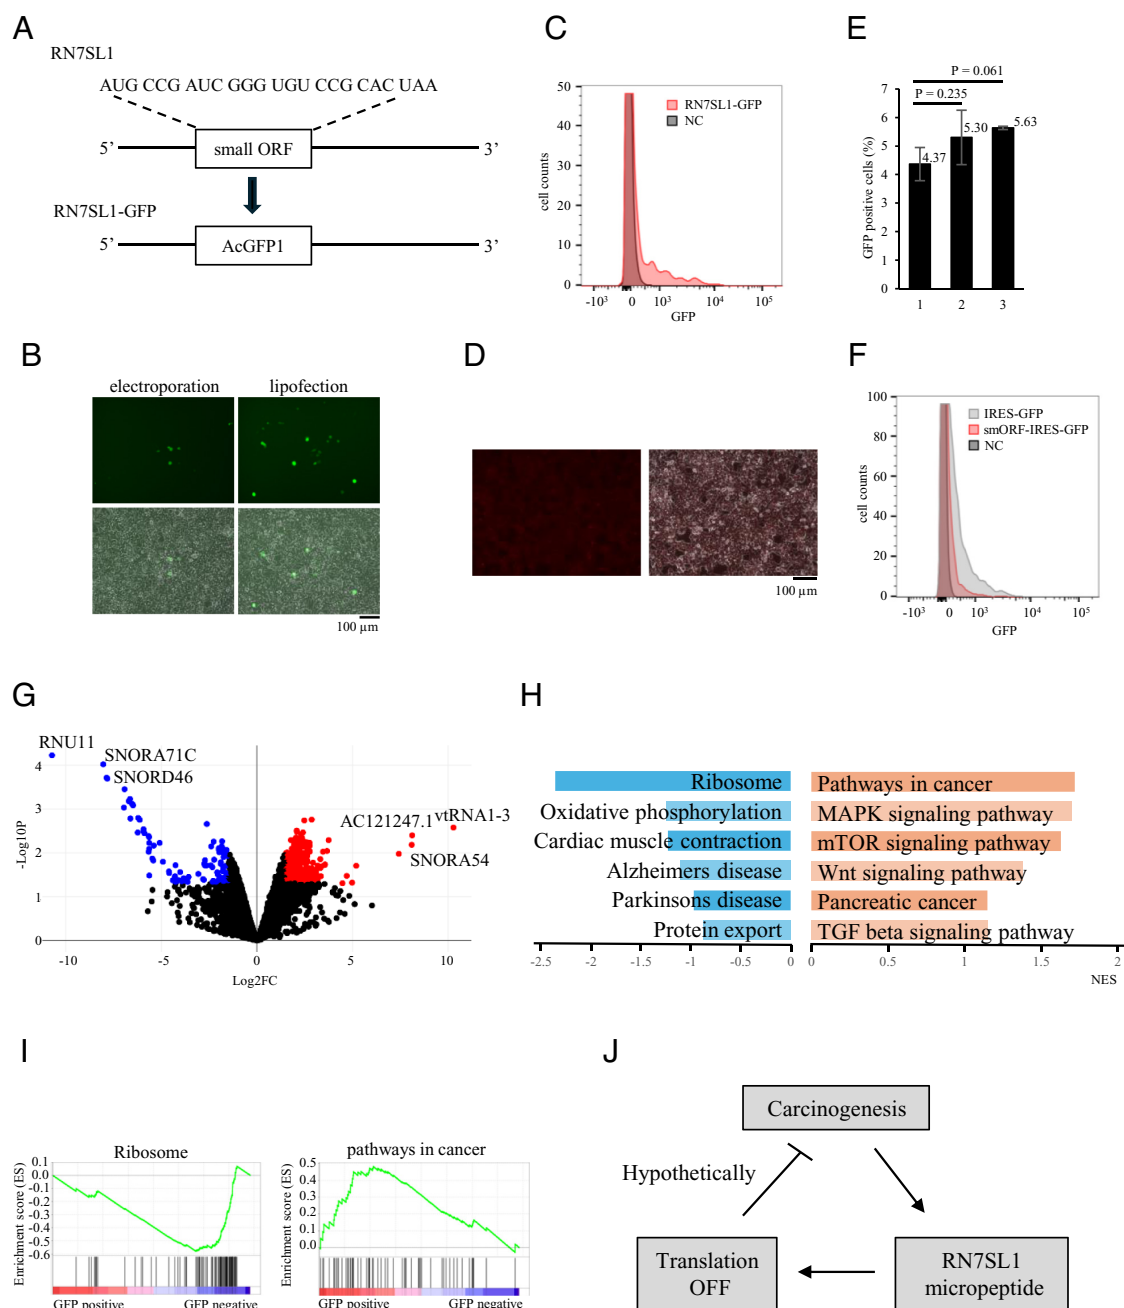 A
RN7SL1
AUG CCG AUC GGG UGU CCG CAC UAA
5’
small ORF
3’
RN7SL1-GFP
5’
AcGFP1
3’
B
electroporation
lipofection
100 µm
C
50
40
30
20
10
0
cell counts
RN7SL1-GFP
NC
-10³
0
10³
10⁴
10⁵
GFP
D
100 µm
E
P = 0.061
P = 0.235
7
6
5
4
3
2
1
0
GFP positive cells (%)
4.37
5.30
5.63
1
2
3
F
100
80
60
40
20
0
cell counts
IRES-GFP
smORF-IRES-GFP
NC
-10³
0
10³
10⁴
10⁵
GFP
G
RNU11
SNORA71C
SNORD46
AC121247.1
vtRNA1-3
SNORA54
4
3
2
1
0
-Log10P
-10
-5
0
5
10
Log2FC
H
Ribosome
Oxidative phosphorylation
Cardiac muscle contraction
Alzheimers disease
Parkinsons disease
Protein export
Pathways in cancer
MAPK signaling pathway
mTOR signaling pathway
Wnt signaling pathway
Pancreatic cancer
TGF beta signaling pathway
-2.5
-2
-1.5
-1
-0.5
0
0
0.5
1
1.5
2
NES
I
Ribosome
Enrichment score (ES)
0.1
0.0
-0.1
-0.2
-0.3
-0.4
-0.5
-0.6
GFP positive
GFP negative
pathways in cancer
Enrichment score (ES)
0.5
0.4
0.3
0.2
0.1
0.0
GFP positive
GFP negative
J
Carcinogenesis
Hypothetically
Translation
OFF
RN7SL1
micropeptide